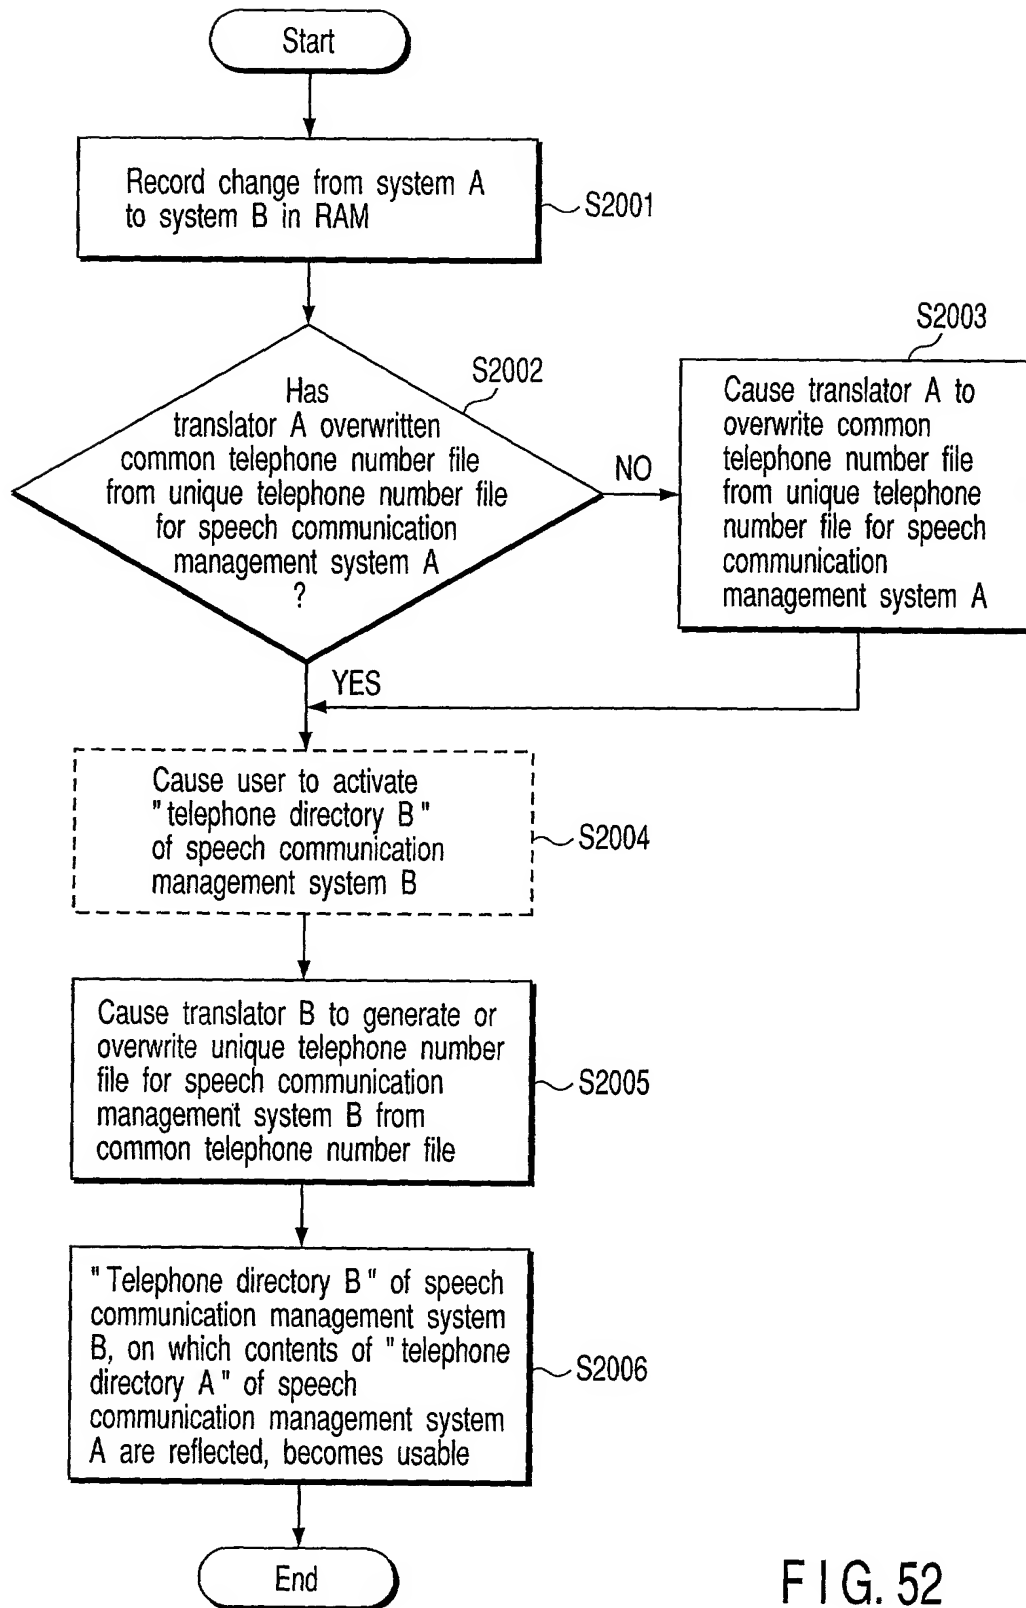 Start
Record change from system A
to system B in RAM
S2001
Has
translator A overwritten
common telephone number file
from unique telephone number file
for speech communication
management system A
?
S2002
NO
S2003
Cause translator A to
overwrite common
telephone number file
from unique telephone
number file for speech
communication
management system A
YES
Cause user to activate
"telephone directory B"
of speech communication
management system B
S2004
Cause translator B to generate or
overwrite unique telephone number
file for speech communication
management system B from
common telephone number file
S2005
"Telephone directory B" of speech
communication management system
B, on which contents of "telephone
directory A" of speech
communication management system
A are reflected, becomes usable
S2006
End
FIG. 52